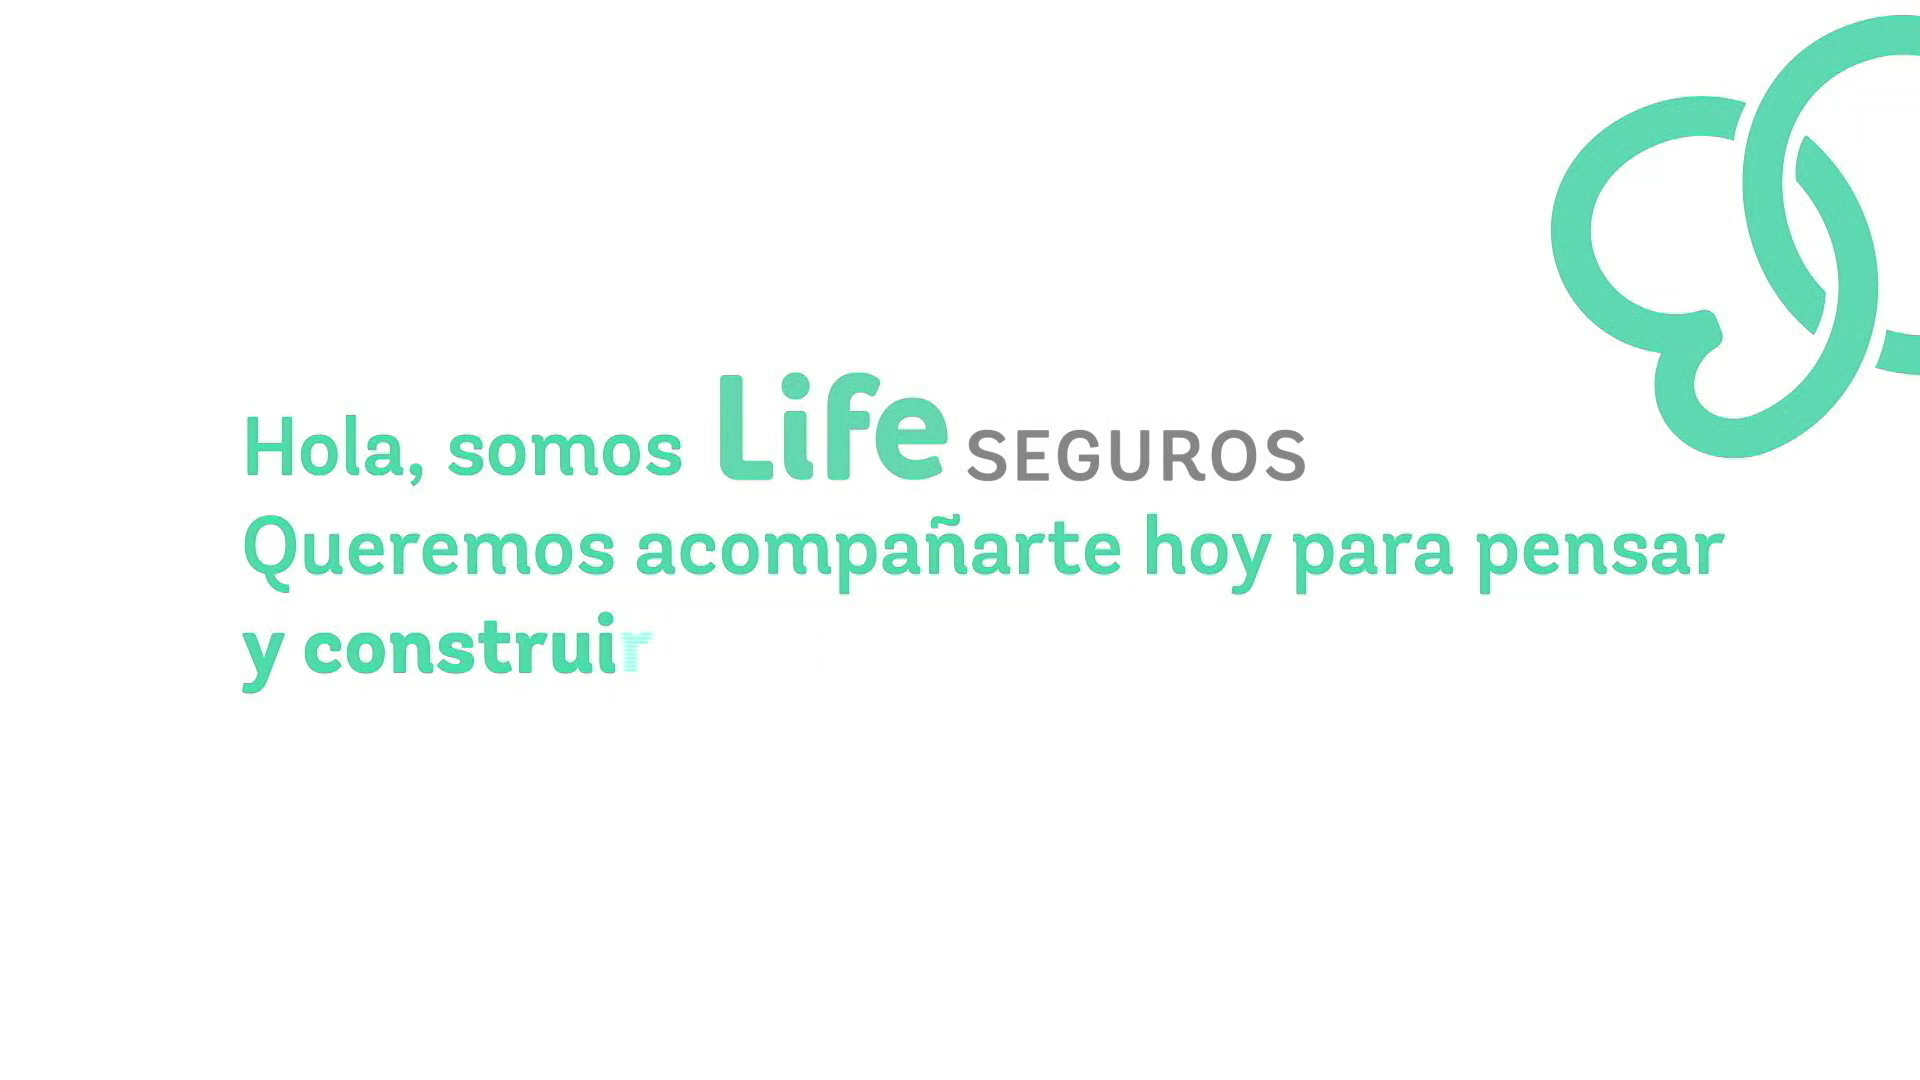 Hola, somos Life SEGUROS
Queremos acompañarte hoy para pensar
y construir